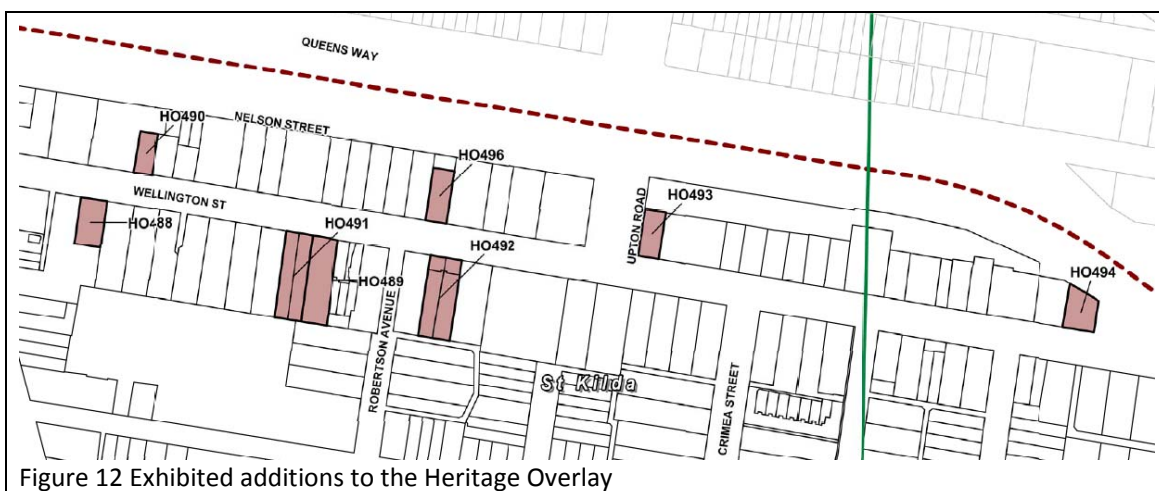 QUEENS WAY
HO490
NELSON STREET
HO496
WELLINGTON ST
HO488
HO491
HO489
HO492
UPTON ROAD
HO493
HO494
ROBERTSON AVENUE
St Kilda
CRIMEA STREET
Figure 12 Exhibited additions to the Heritage Overlay